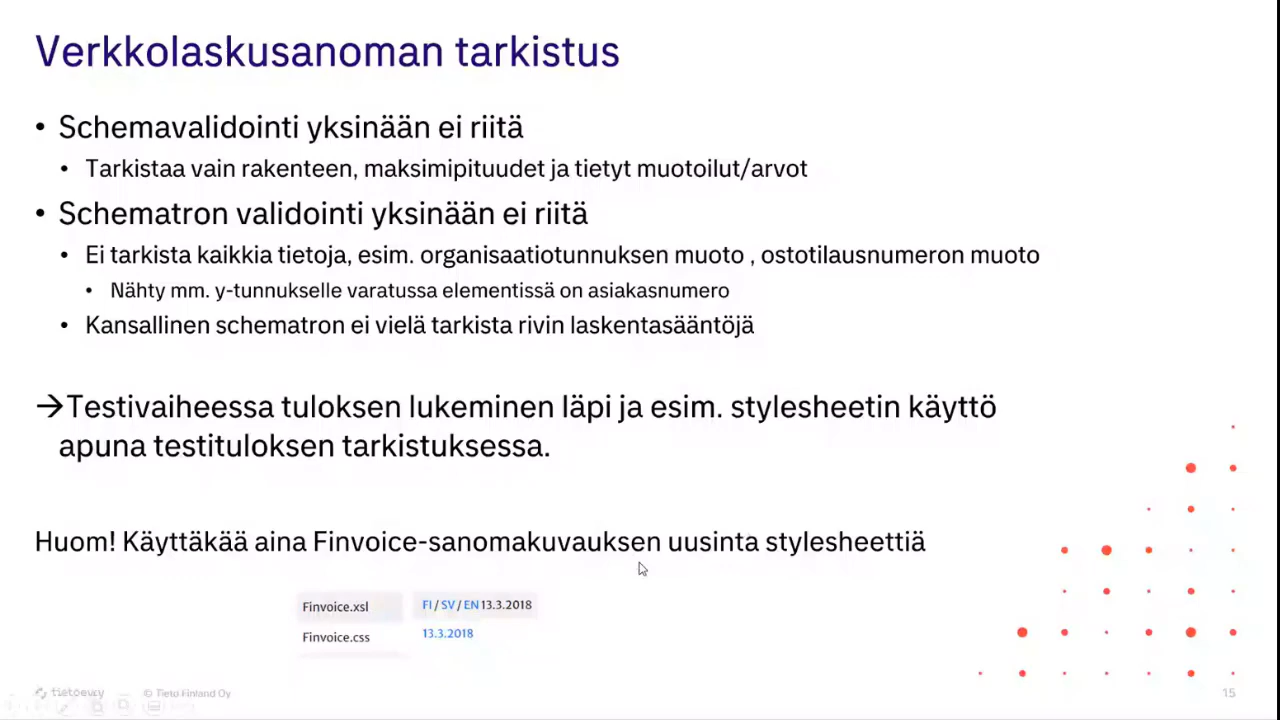 Verkkolaskusanoman tarkistus
• Schemavalidointi yksinään ei riitä
• Tarkistaa vain rakenteen, maksimipituudet ja tietyt muotoilut/arvot
• Schematron validointi yksinään ei riitä
• Ei tarkista kaikkia tietoja, esim. organisaatiotunnuksen muoto , ostotilausnumeron muoto
• Nähty mm. y-tunnukselle varatussa elementissä on asiakasnumero
• Kansallinen schematron ei vielä tarkista rivin laskentasääntöjä
→Testivaiheessa tuloksen lukeminen läpi ja esim. stylesheetin käyttö
apuna testituloksen tarkistuksessa.
Huom! Käyttäkää aina Finvoice-sanomakuvauksen uusinta stylesheettiä
Finvoice.xsl FI / SV / EN 13.3.2018
Finvoice.css 13.3.2018
tietoevry © Tieto Finland Oy 15